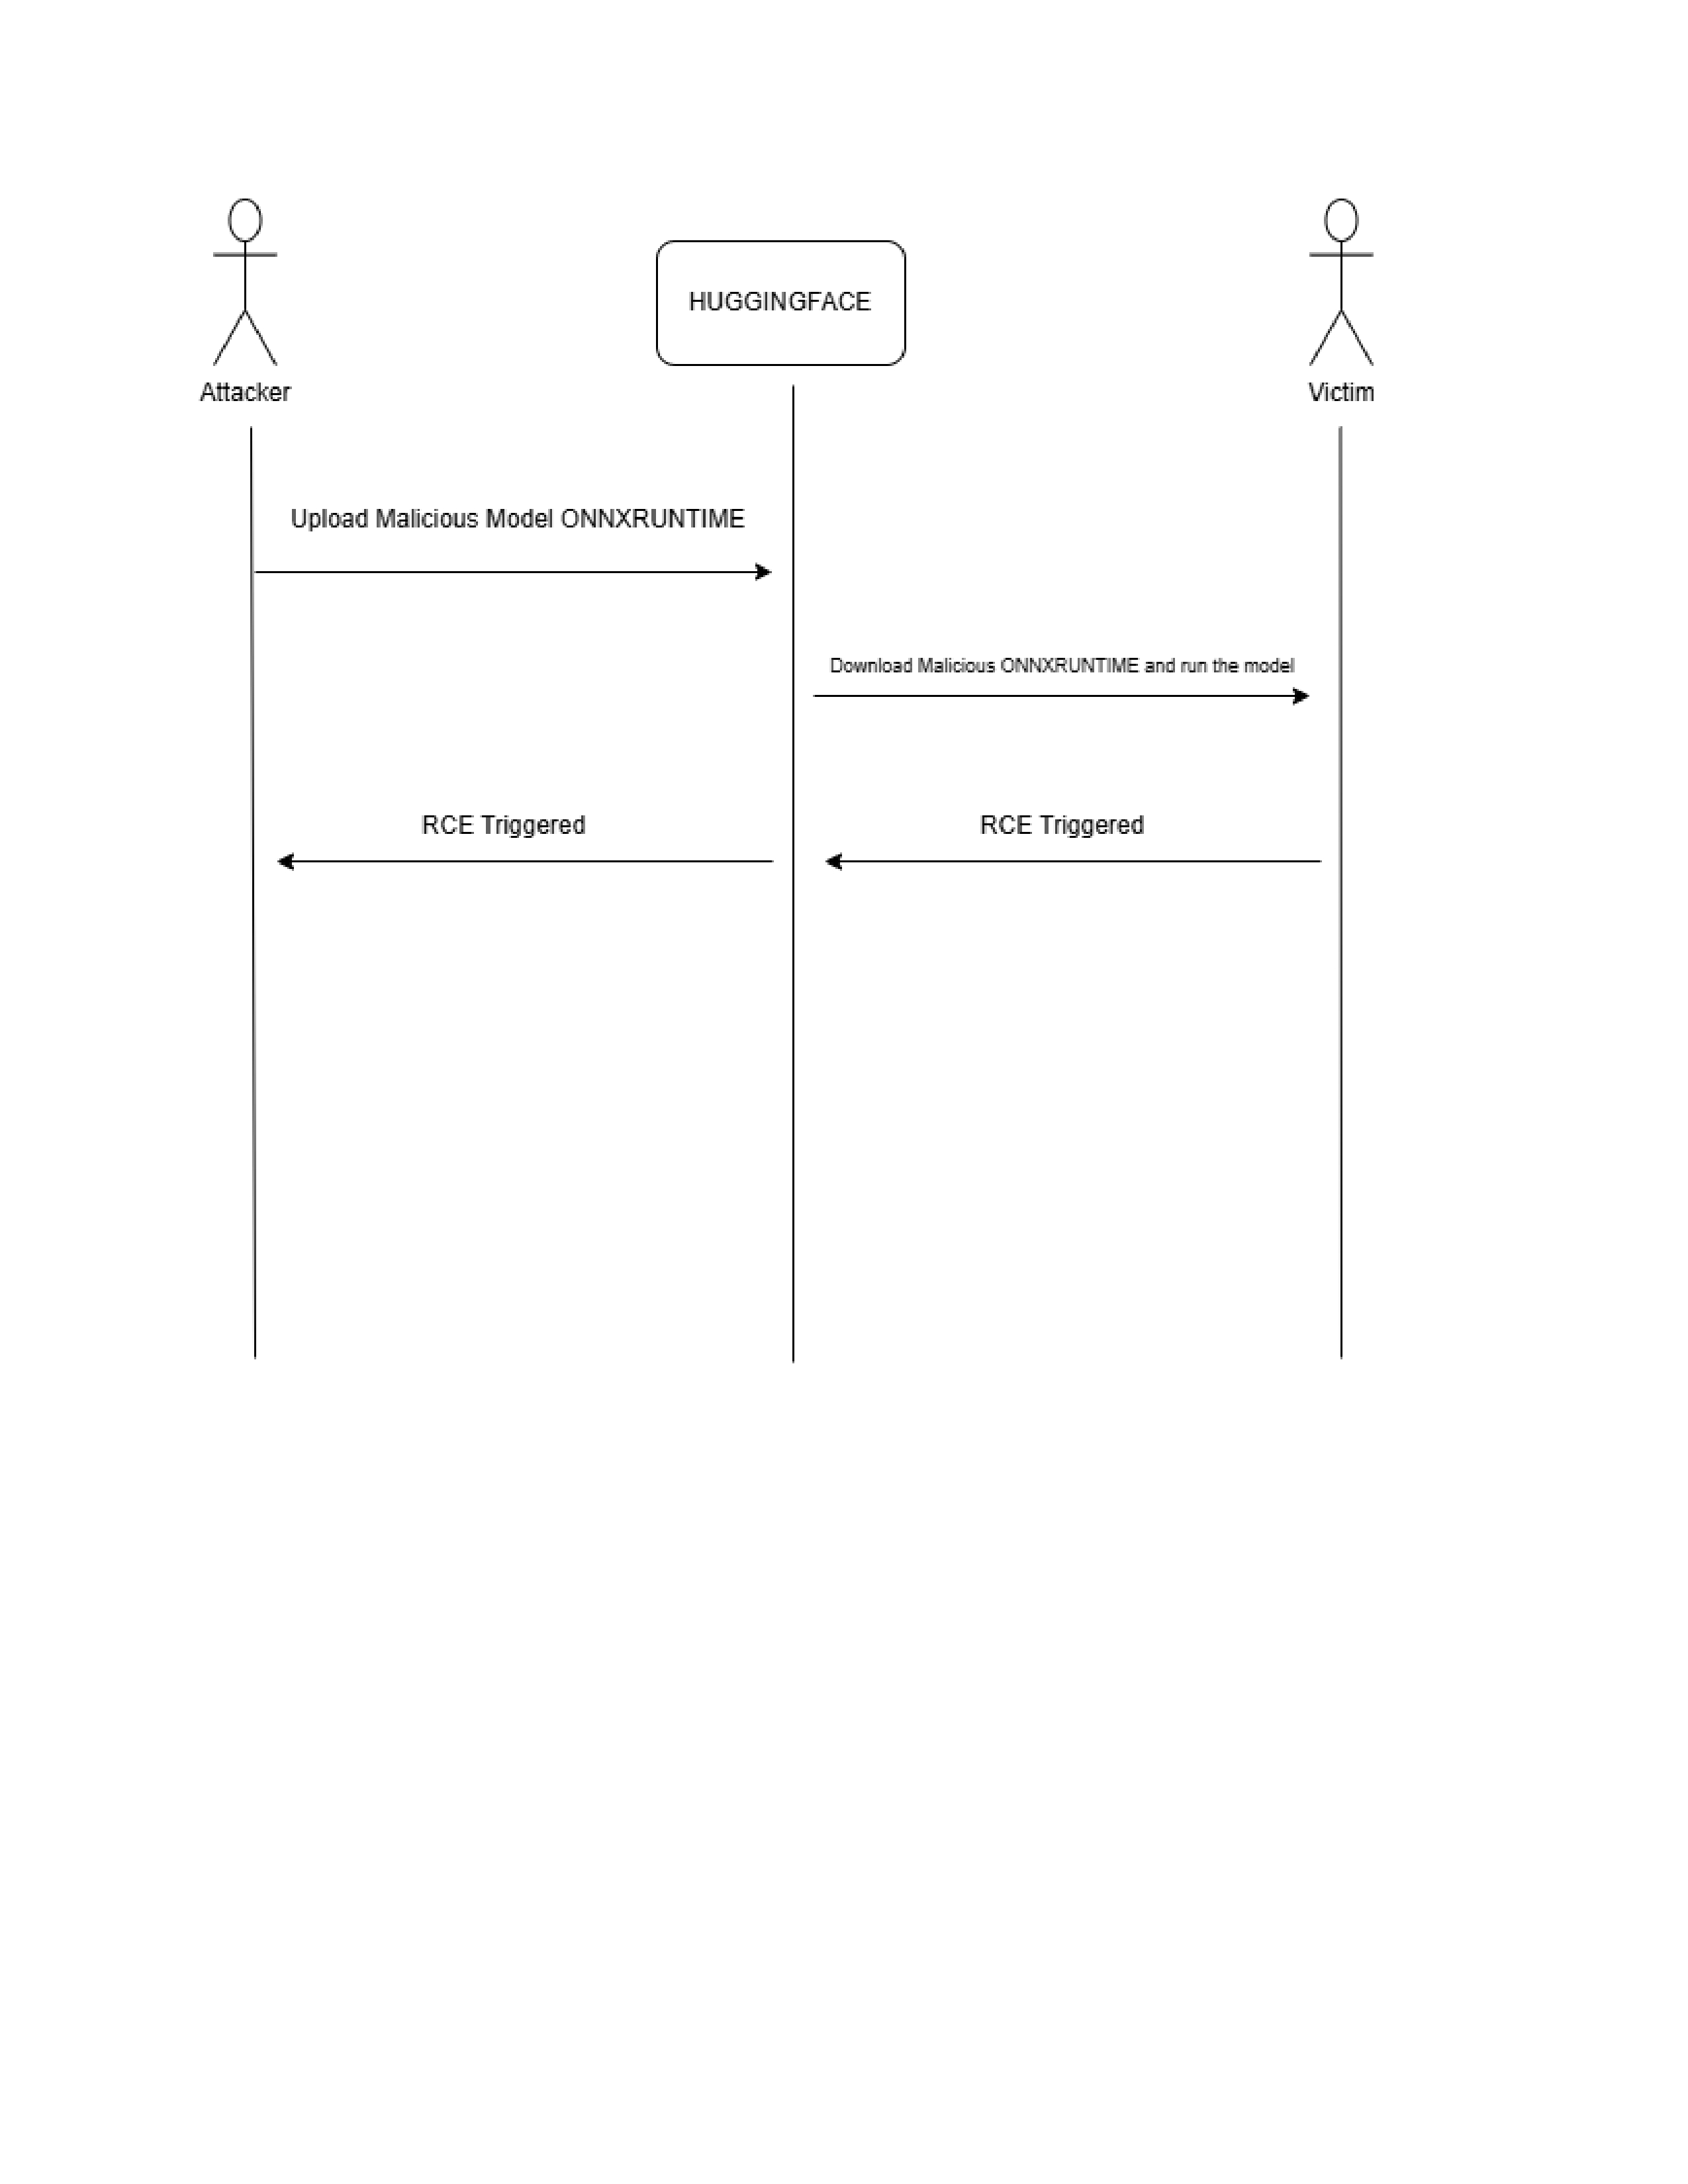 HUGGINGFACE
Attacker
Victim
Upload Malicious Model ONNXRUNTIME
Download Malicious ONNXRUNTIME and run the model
RCE Triggered
RCE Triggered